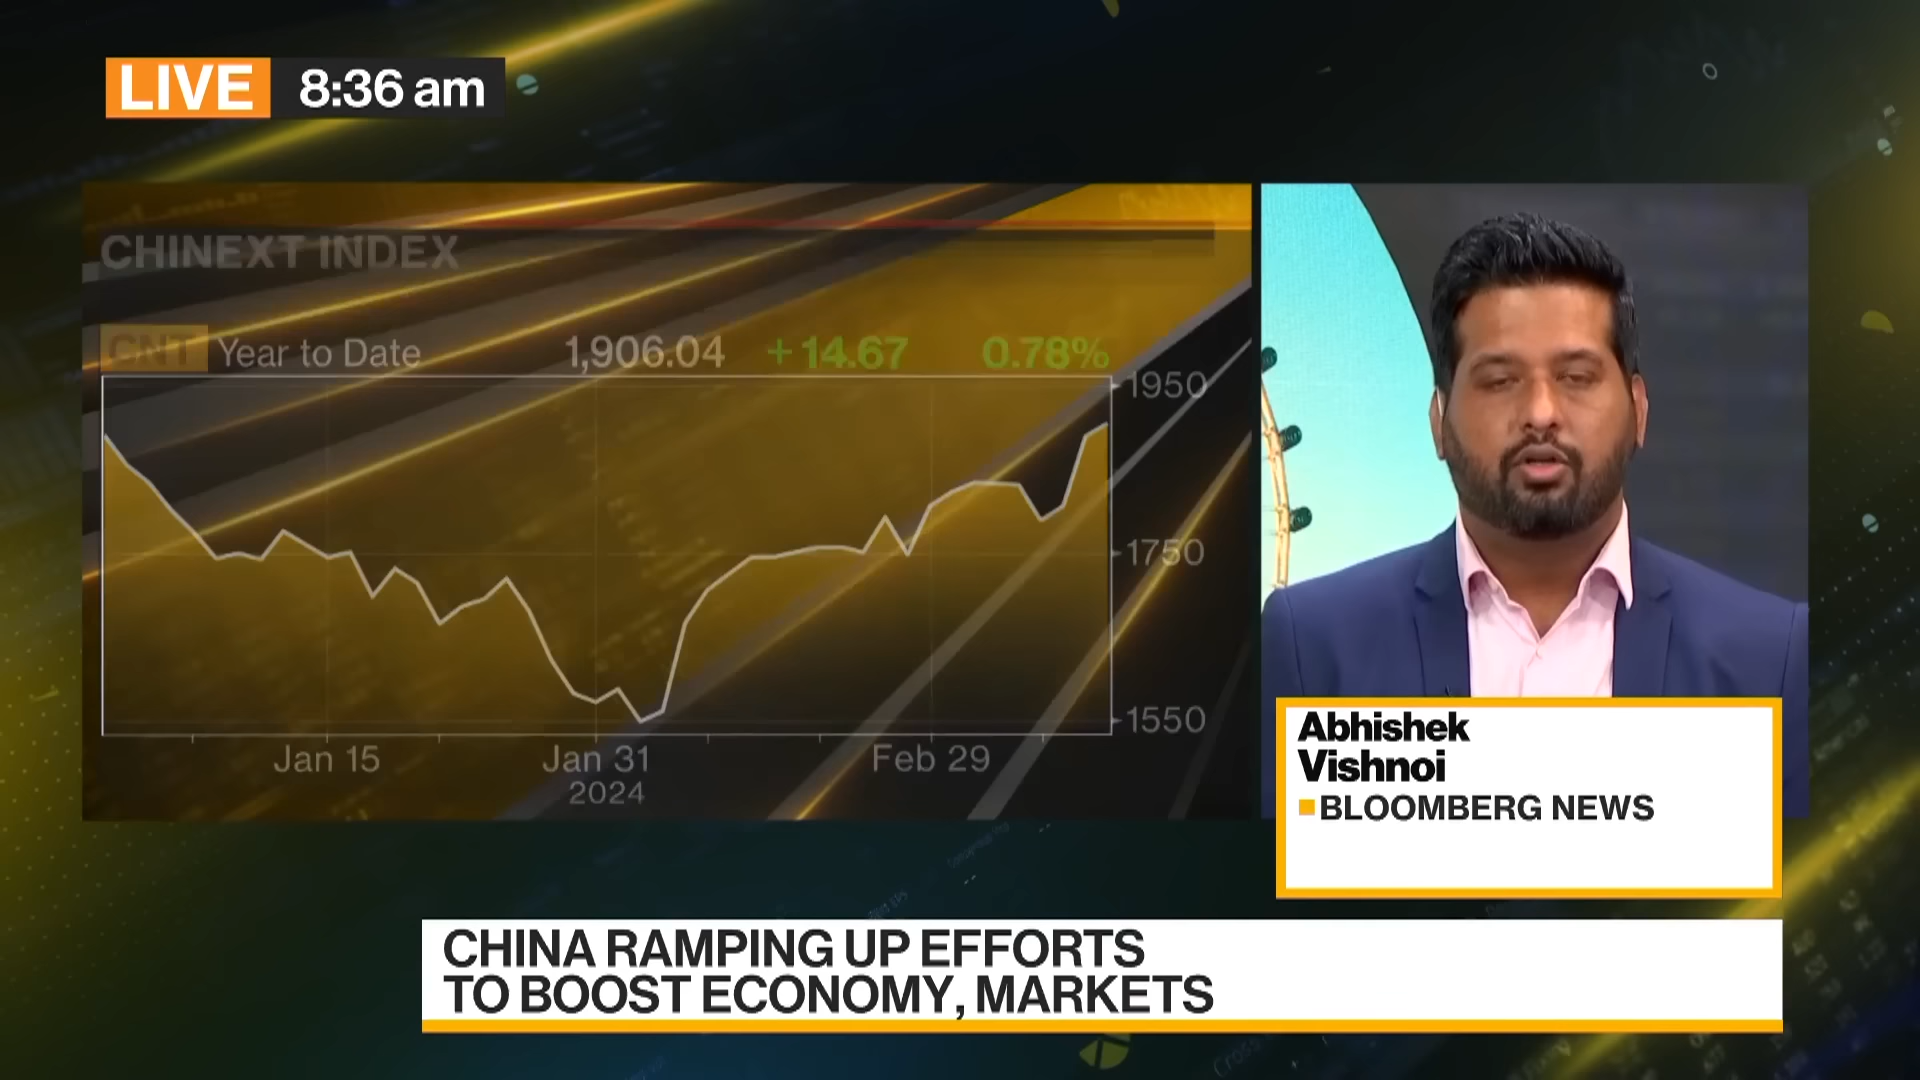 LIVE 8:36 am
CHINEXT INDEX
CNT Year to Date 1,906.04 +14.67 0.78%
1950
1750
1550
Jan 15 Jan 31 Feb 29
2024
Abhishek
Vishnoi
BLOOMBERG NEWS
CHINA RAMPING UP EFFORTS
TO BOOST ECONOMY, MARKETS